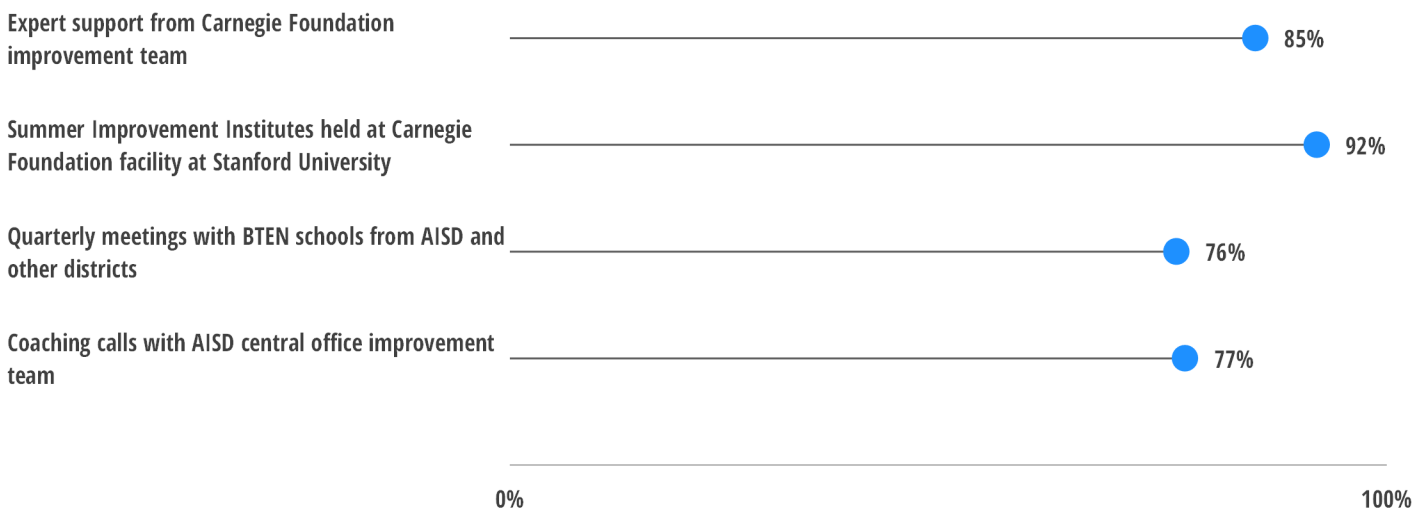 Expert support from Carnegie Foundation
improvement team
85%
Summer Improvement Institutes held at Carnegie
Foundation facility at Stanford University
92%
Quarterly meetings with BTEN schools from AISD and
other districts
76%
Coaching calls with AISD central office improvement
team
77%
0%
100%